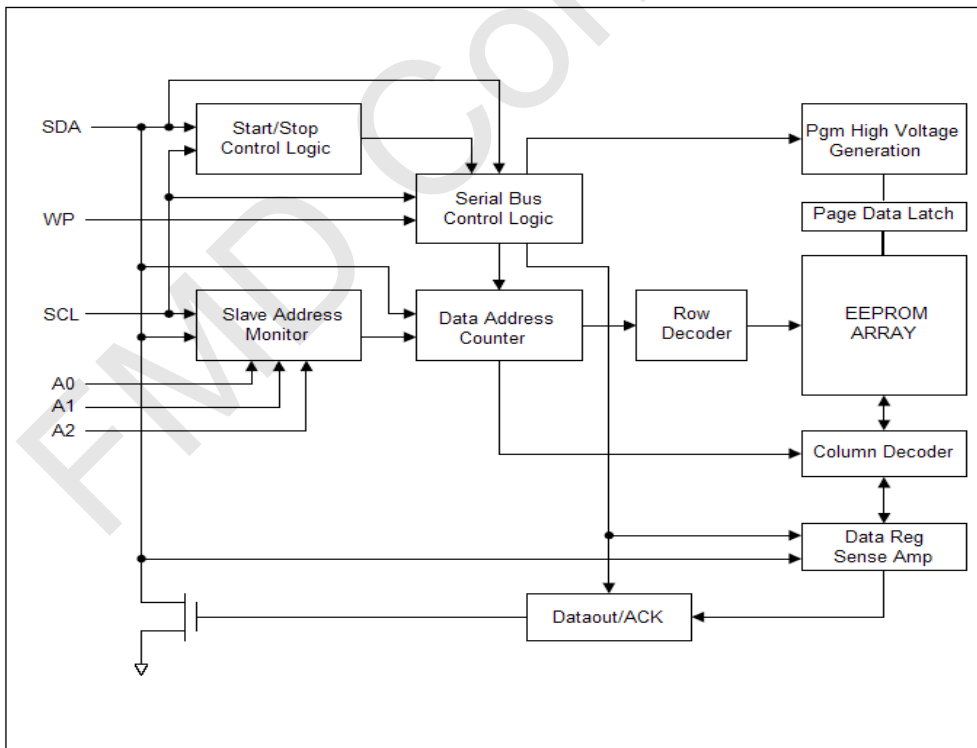 SDA
Start/Stop
Control Logic
Pgm High Voltage
Generation
WP
Serial Bus
Control Logic
Page Data Latch
SCL
Slave Address
Monitor
Data Address
Counter
Row
Decoder
EEPROM
ARRAY
A0
A1
A2
Column Decoder
Data Reg
Sense Amp
Dataout/ACK
FMD